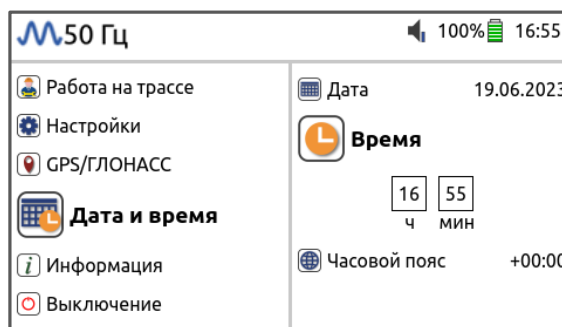 50 Гц 100% 16:55
Работа на трассе
Настройки
GPS/ГЛОНАСС
Дата и время
Информация
Выключение
Дата 19.06.2023
Время
16 55
ч мин
Часовой пояс +00:00